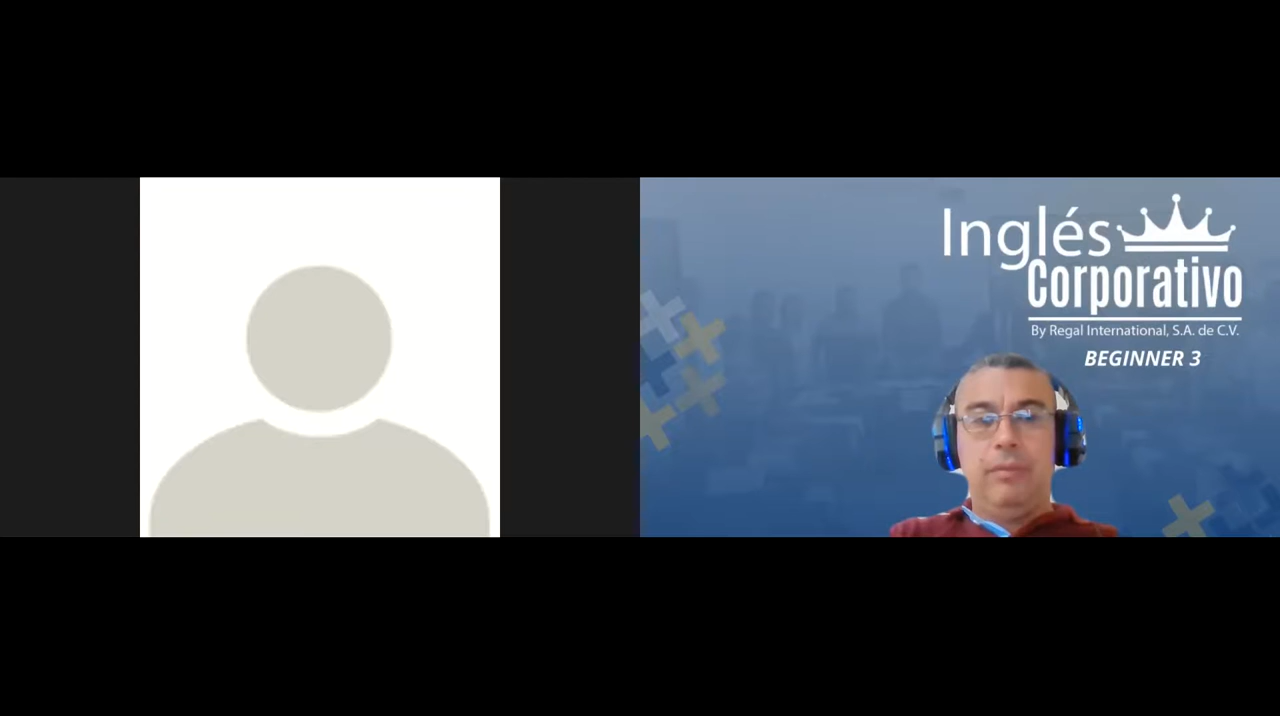 Inglés
Corporativo
By Regal International, S.A. de C.V.
BEGINNER 3